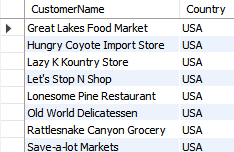 CustomerName Country
Great Lakes Food Market USA
Hungry Coyote Import Store USA
Lazy K Kountry Store USA
Let's Stop N Shop USA
Lonesome Pine Restaurant USA
Old World Delicatessen USA
Rattlesnake Canyon Grocery USA
Save-a-lot Markets USA